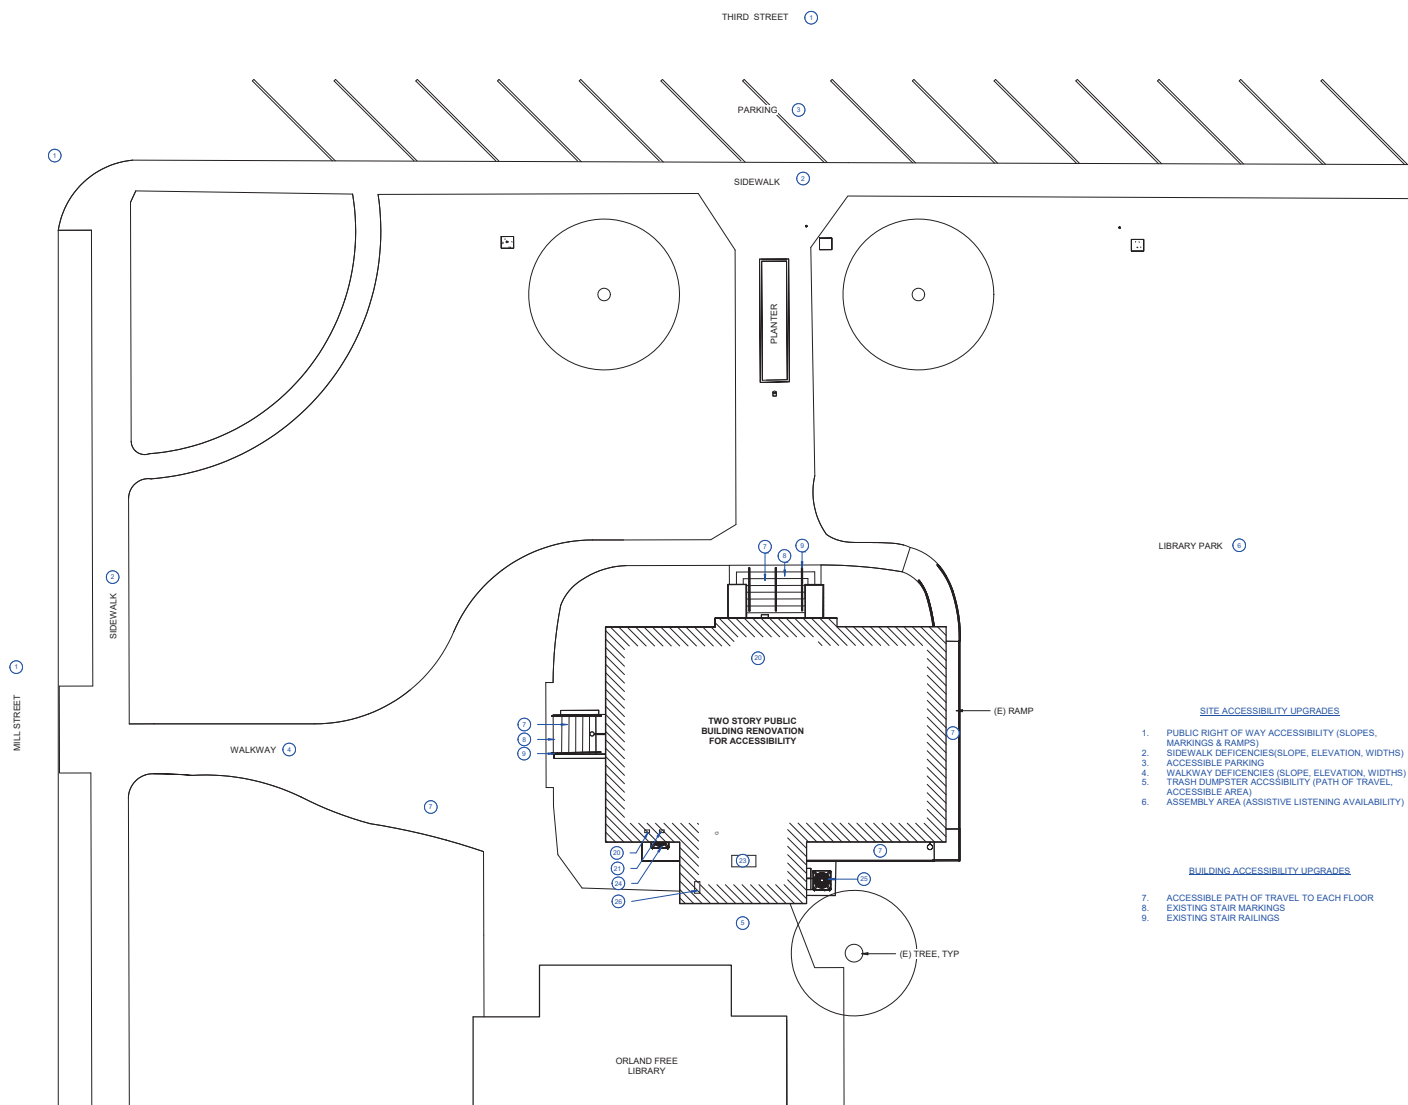 THIRD STREET 1
PARKING 3
1
SIDEWALK 2
PLANTER
LIBRARY PARK 6
7
8
9
2
SIDEWALK
1
MILL STREET
20
TWO STORY PUBLIC
BUILDING RENOVATION
FOR ACCESSIBILITY
(E) RAMP
7
7
8
9
WALKWAY 4
7
20
21
24
26
23
7
25
5
(E) TREE, TYP
ORLAND FREE
LIBRARY
SITE ACCESSIBILITY UPGRADES
1. PUBLIC RIGHT OF WAY ACCESSIBILITY (SLOPES,
MARKINGS & RAMPS)
2. SIDEWALK DEFICENCIES(SLOPE, ELEVATION, WIDTHS)
3. ACCESSIBLE PARKING
4. WALKWAY DEFICENCIES (SLOPE, ELEVATION, WIDTHS)
5. TRASH DUMPSTER ACCSSIBILITY (PATH OF TRAVEL,
ACCESSIBLE AREA)
6. ASSEMBLY AREA (ASSISTIVE LISTENING AVAILABILITY)
BUILDING ACCESSIBILITY UPGRADES
7. ACCESSIBLE PATH OF TRAVEL TO EACH FLOOR
8. EXISTING STAIR MARKINGS
9. EXISTING STAIR RAILINGS